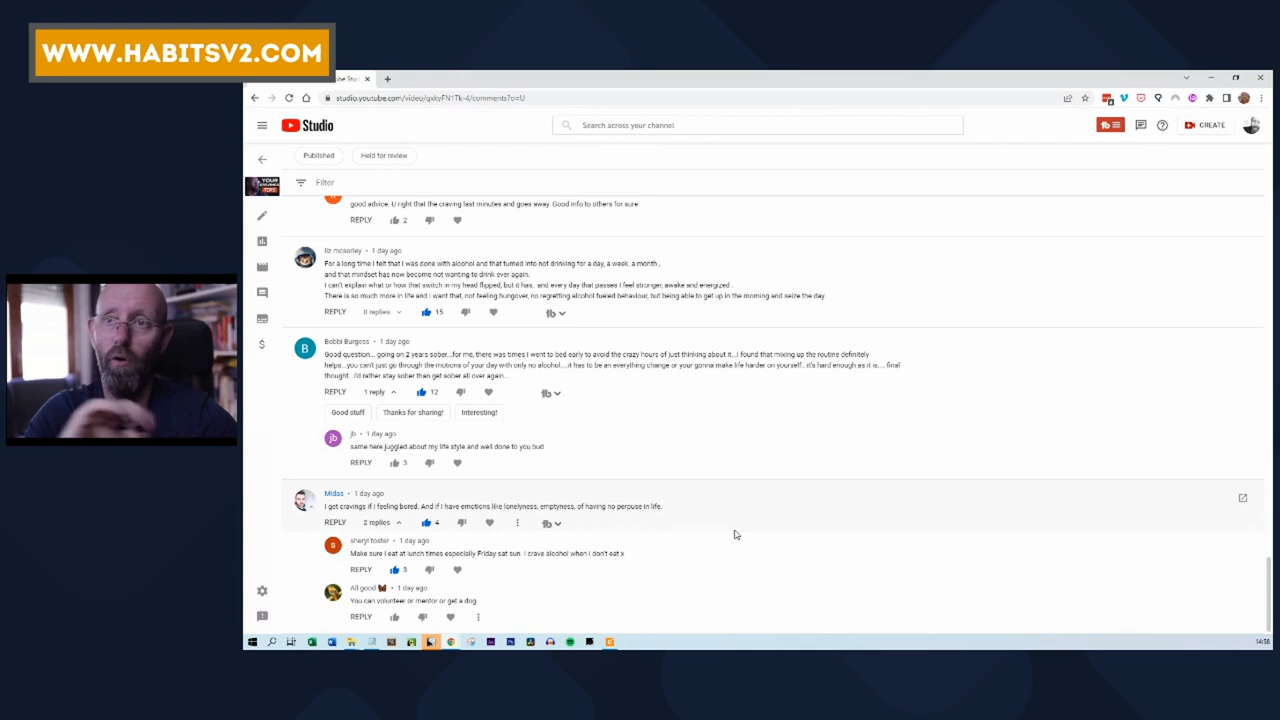 WWW.HABITSV2.COM
studio.youtube.com/video/qxkyFN1Tk-4/comments?o=U
Studio
Search across your channel
CREATE
Published
Held for review
Filter
good advice. U right that the craving last minutes and goes away. Good info to others for sure
REPLY 2
liz mcsorley • 1 day ago
For a long time I felt that I was done with alcohol and that turned into not drinking for a day, a week, a month ,
and that mindset has now become not wanting to drink ever again.
I can't explain what or how that switch in my head flipped, but it has, and every day that passes I feel stronger, awake and energized .
There is so much more in life and I want that, not feeling hungover, no regretting alcohol fueled behaviour, but being able to get up in the morning and seize the day.
REPLY 0 replies 15
B
Bobbi Burgess • 1 day ago
Good question... going on 2 years sober...for me, there was times I went to bed early to avoid the crazy hours of just thinking about it...I found that mixing up the routine definitely
helps...you can't just go through the motions of your day with only no alcohol....it has to be an everything change or your gonna make life harder on yourself.. it's hard enough as it is.... final
thought...I'd rather stay sober than get sober all over again...
REPLY 1 reply 12
Good stuff
Thanks for sharing!
Interesting!
jb
jb • 1 day ago
same here juggled about my life style and well done to you bud
REPLY 3
Midas • 1 day ago
I get cravings if I feeling bored. And if I have emotions like lonelyness, emptyness, of having no perpuse in life.
REPLY 2 replies 4
s
sheryl foster • 1 day ago
Make sure I eat at lunch times especially Friday sat sun I crave alcohol when I don't eat x
REPLY 3
All good • 1 day ago
You can volunteer or mentor or get a dog
REPLY
14:58